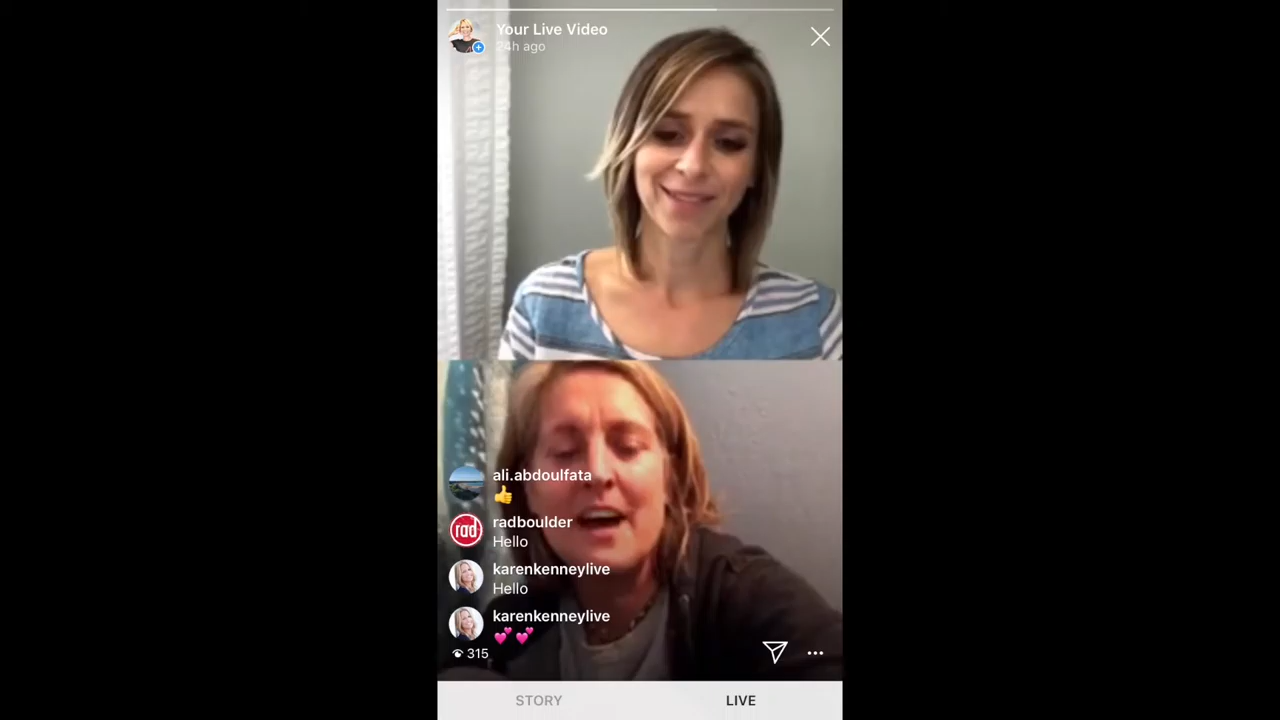 Your Live Video
24h ago
ali.abdoulfata
👍
radboulder
rad
Hello
karenkenneylive
Hello
karenkenneylive
💕💕
315
STORY
LIVE